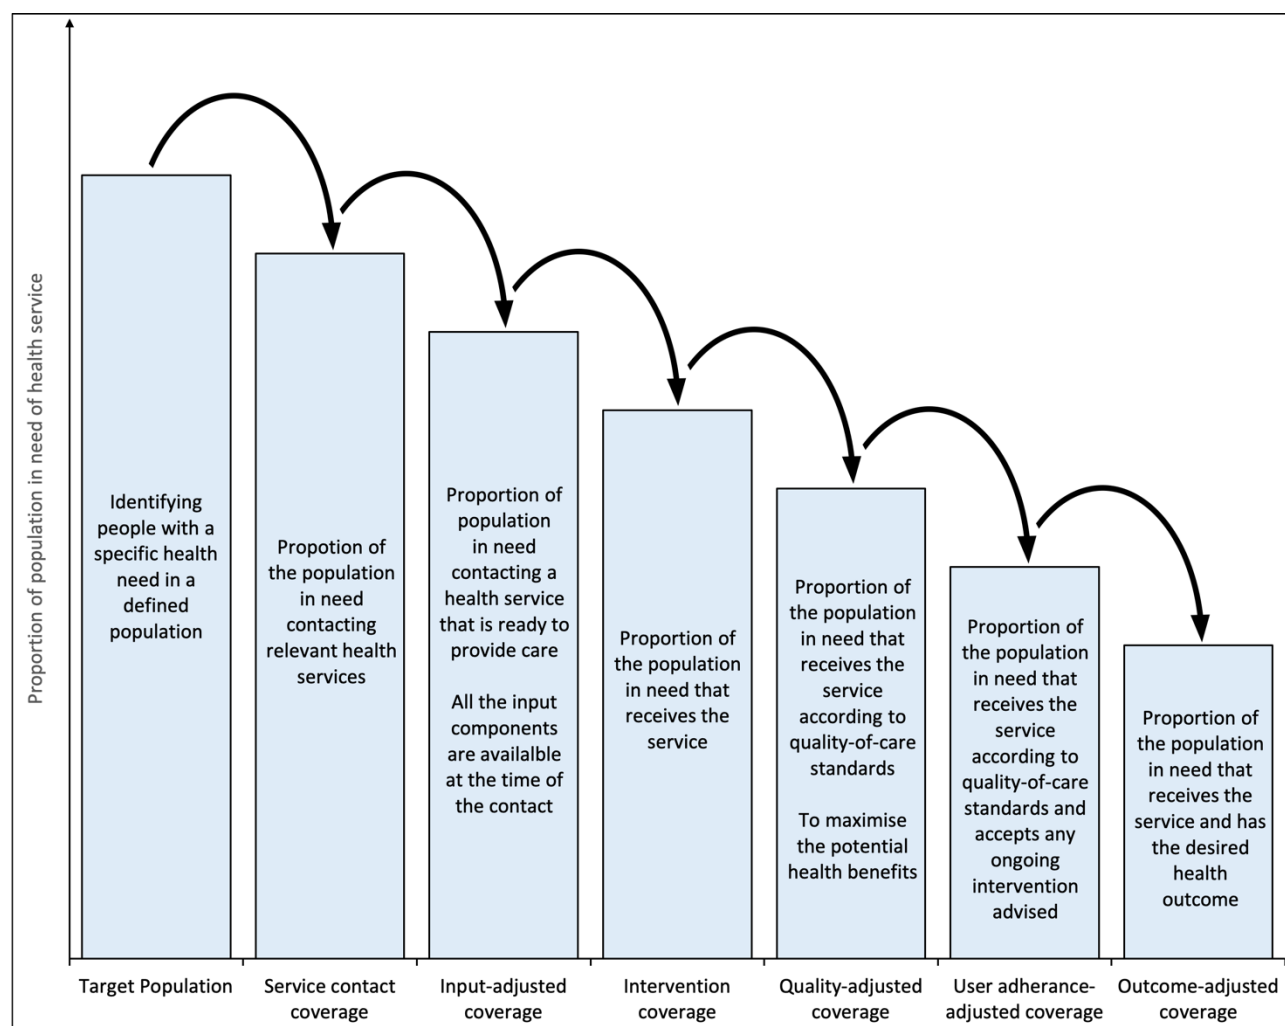 Proportion of population in need of health service
Identifying
people with a
specific health
need in a
defined
population
Propotion of
the population
in need
contacting
relevant health
services
Proportion of
population
in need
contacting a
health service
that is ready to
provide care
All the input
components
are availalble
at the time of
the contact
Proportion of
the population
in need that
receives the
service
Proportion of
the population
in need that
receives the
service
according to
quality-of-care
standards
To maximise
the potential
health benefits
Proportion of
the population
in need that
receives the
service
according to
quality-of-care
standards and
accepts any
ongoing
intervention
advised
Proportion of
the population
in need that
receives the
service and has
the desired
health
outcome
Target Population
Service contact
coverage
Input-adjusted
coverage
Intervention
coverage
Quality-adjusted
coverage
User adherance-
adjusted coverage
Outcome-adjusted
coverage